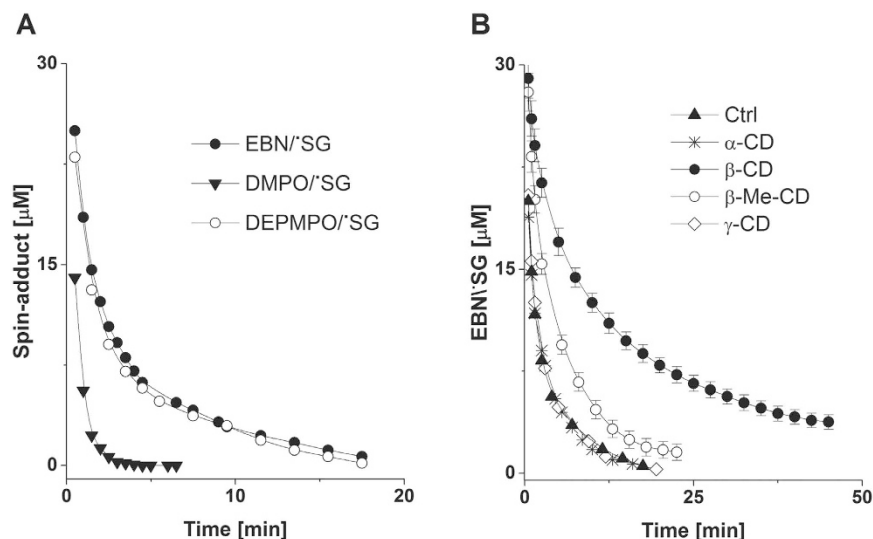 A
30
15
0
Spin-adduct [μM]
EBN/•SG
DMPO/•SG
DEPMPO/•SG
0
10
20
Time [min]
B
30
15
0
EBN\•SG [μM]
Ctrl
α-CD
β-CD
β-Me-CD
γ-CD
0
25
50
Time [min]